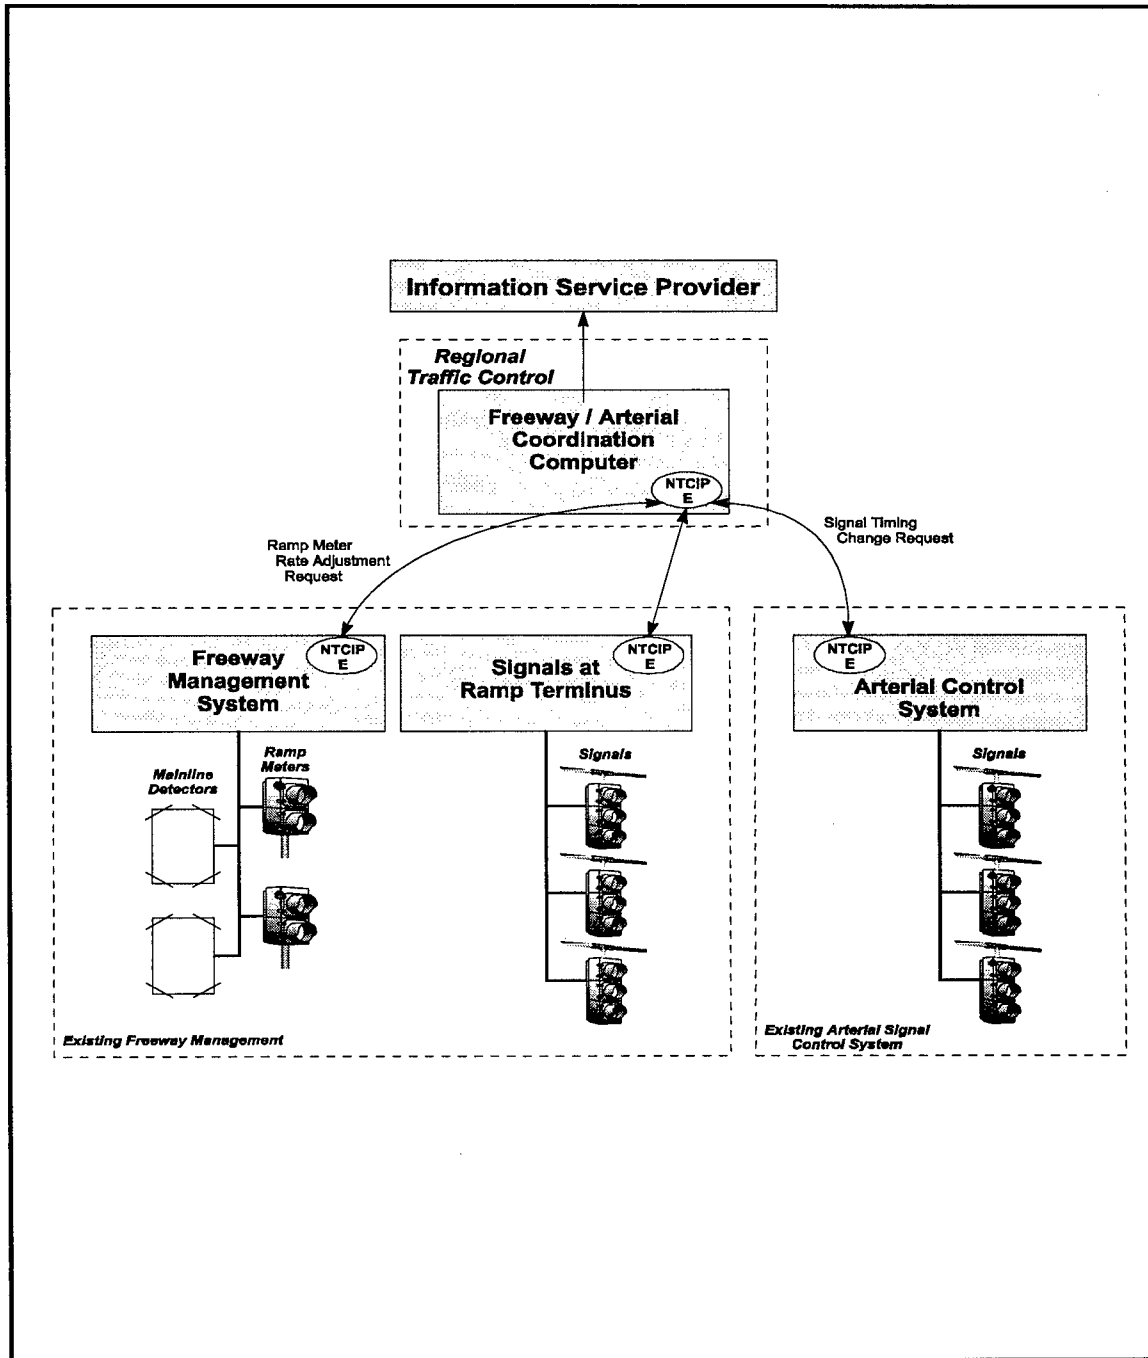 Information Service Provider
Regional
Traffic Control
Freeway / Arterial
Coordination
Computer
NTCIP
E
Ramp Meter
Rate Adjustment
Request
Signal Timing
Change Request
Freeway
Management
System
NTCIP
E
Signals at
Ramp Terminus
NTCIP
E
NTCIP
E
Arterial Control
System
Mainline
Detectors
Ramp
Meters
Signals
Signals
Existing Freeway Management
Existing Arterial Signal
Control System